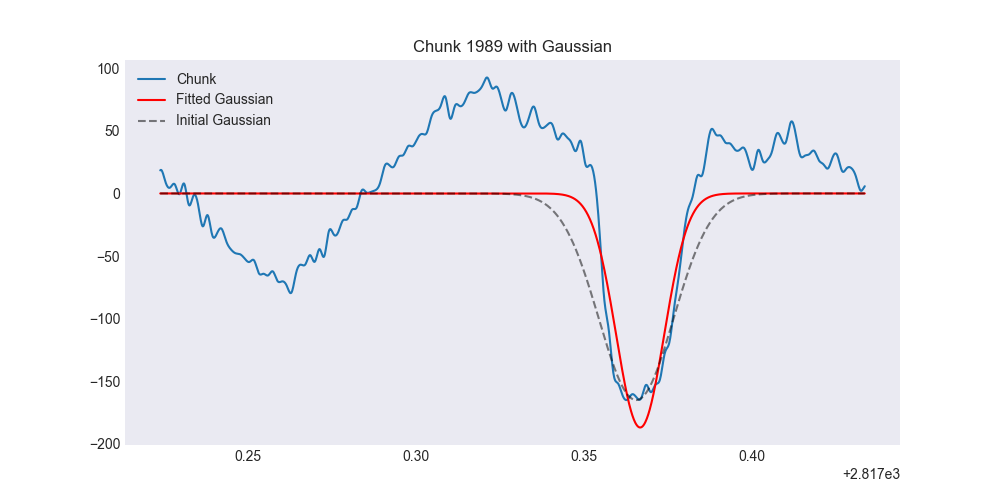 Chunk 1989 with Gaussian
Chunk
Fitted Gaussian
Initial Gaussian
100
50
0
−50
−100
−150
−200
0.25 0.30 0.35 0.40
+2.817e3